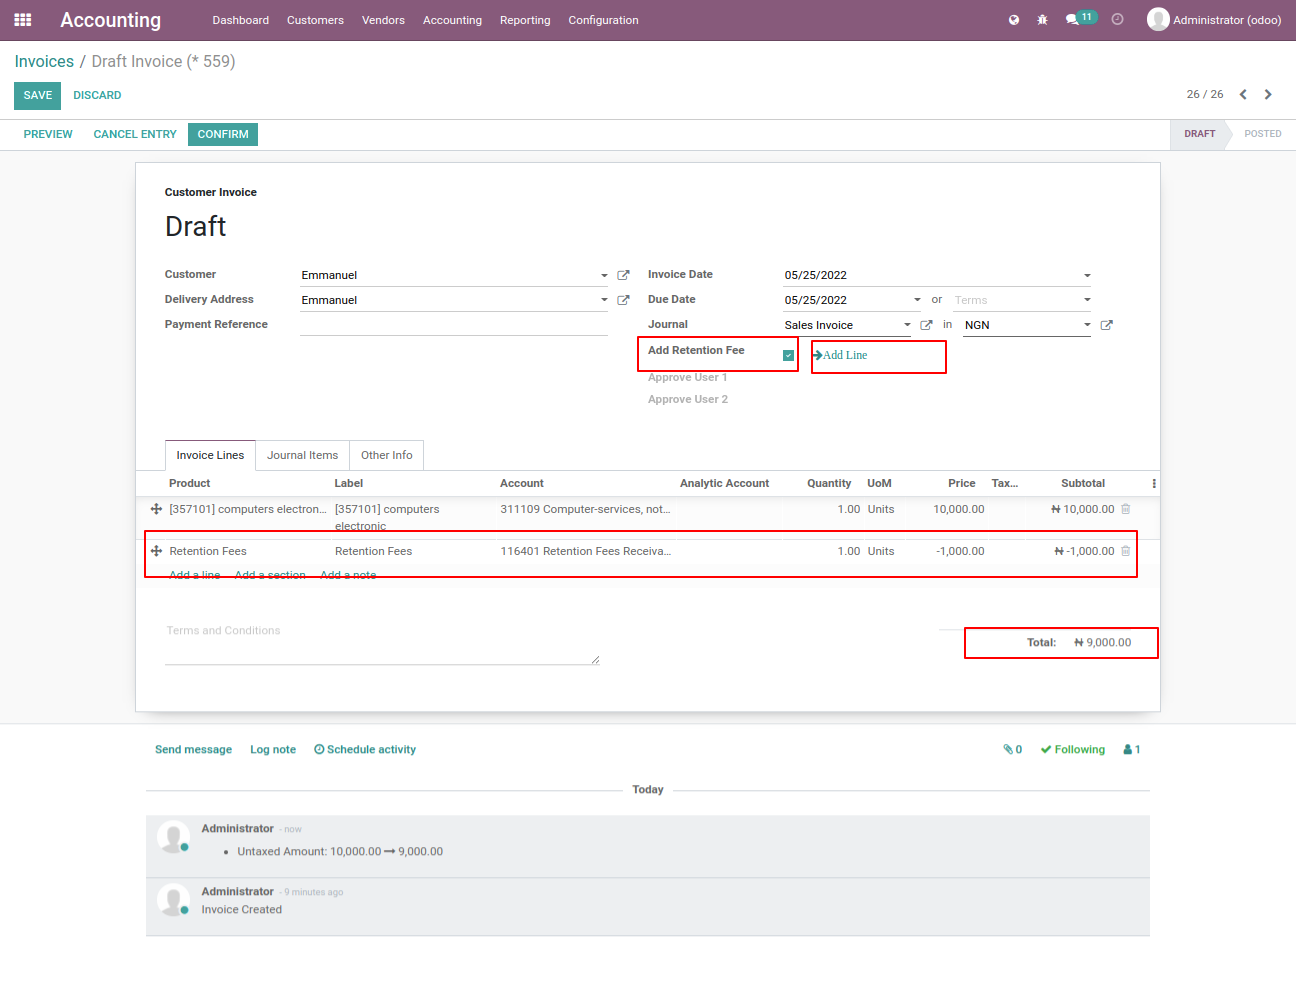 Accounting Dashboard Customers Vendors Accounting Reporting Configuration 11 Administrator (odoo)
Invoices / Draft Invoice (* 559)
SAVE DISCARD 26 / 26
PREVIEW CANCEL ENTRY CONFIRM DRAFT POSTED
Customer Invoice
Draft
Customer Emmanuel Invoice Date 05/25/2022
Delivery Address Emmanuel Due Date 05/25/2022 or Terms
Payment Reference Journal Sales Invoice in NGN
Add Retention Fee Add Line
Approve User 1
Approve User 2
Invoice Lines Journal Items Other Info
Product Label Account Analytic Account Quantity UoM Price Tax... Subtotal
[357101] computers electron... [357101] computers 311109 Computer-services, not... 1.00 Units 10,000.00 ₦ 10,000.00
electronic
Retention Fees Retention Fees 116401 Retention Fees Receiva... 1.00 Units -1,000.00 ₦ -1,000.00
Add a line Add a section Add a note
Terms and Conditions
Total: ₦ 9,000.00
Send message Log note Schedule activity 0 Following 1
Today
Administrator - now
• Untaxed Amount: 10,000.00 → 9,000.00
Administrator - 9 minutes ago
Invoice Created